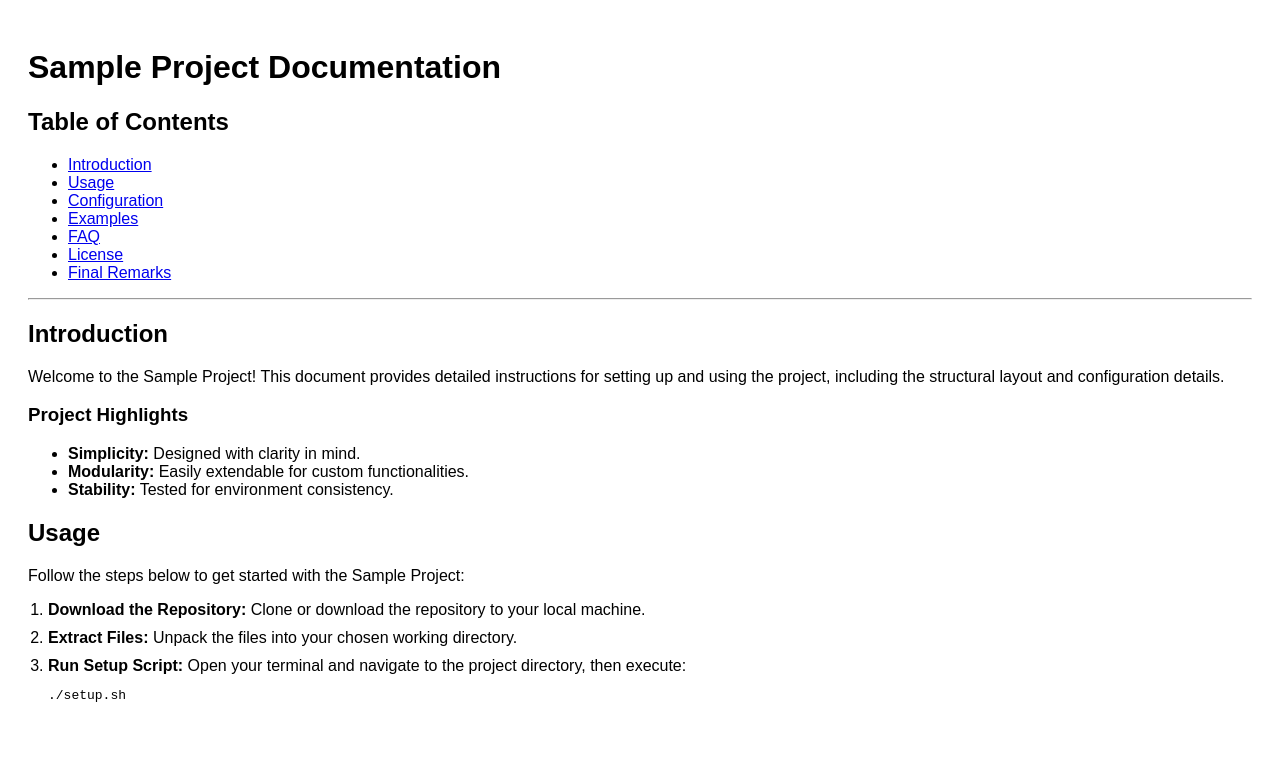 Sample Project Documentation
Table of Contents
• Introduction
• Usage
• Configuration
• Examples
• FAQ
• License
• Final Remarks
Introduction
Welcome to the Sample Project! This document provides detailed instructions for setting up and using the project, including the structural layout and configuration details.
Project Highlights
• Simplicity: Designed with clarity in mind.
• Modularity: Easily extendable for custom functionalities.
• Stability: Tested for environment consistency.
Usage
Follow the steps below to get started with the Sample Project:
1. Download the Repository: Clone or download the repository to your local machine.
2. Extract Files: Unpack the files into your chosen working directory.
3. Run Setup Script: Open your terminal and navigate to the project directory, then execute:
./setup.sh